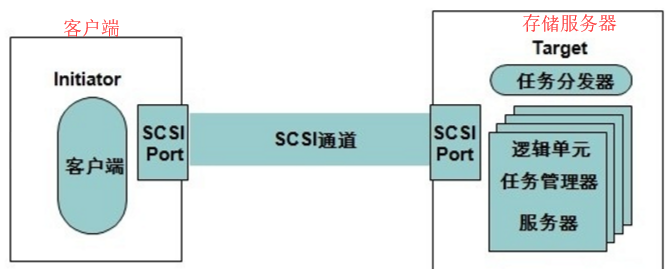 客户端
Initiator
客户端
SCSI
Port
SCSI通道
存储服务器
Target
任务分发器
SCSI
Port
逻辑单元
任务管理器
服务器